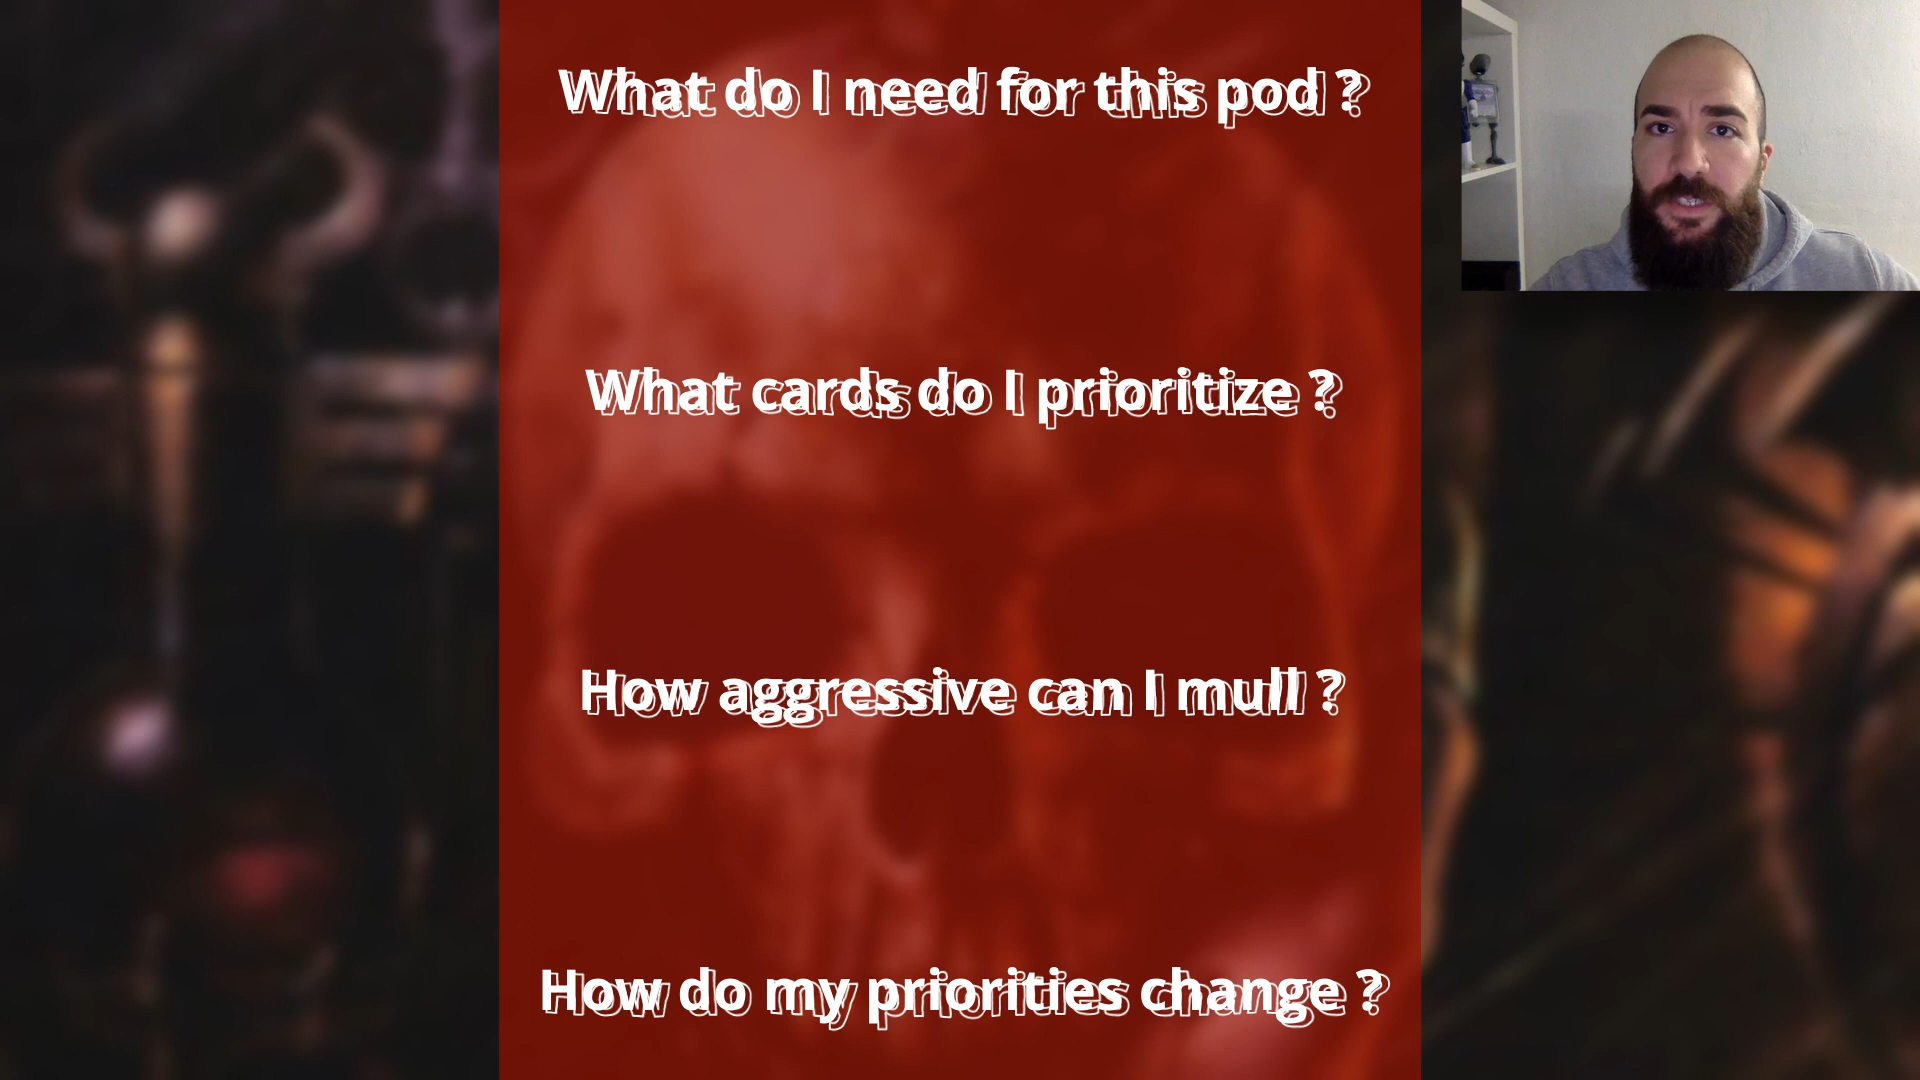 What do I need for this pod ?
What cards do I prioritize ?
How aggressive can I mull ?
How do my priorities change ?